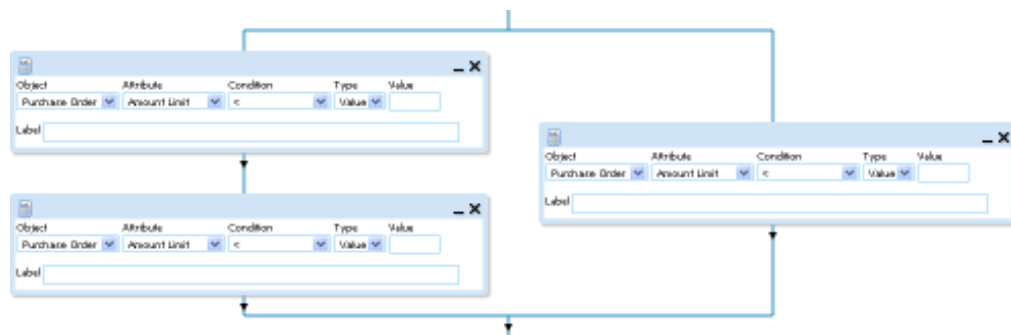 Object Attribute Condition Type Value
Purchase Order Amount Limit < Value
Label
Object Attribute Condition Type Value
Purchase Order Amount Limit < Value
Label
Object Attribute Condition Type Value
Purchase Order Amount Limit < Value
Label